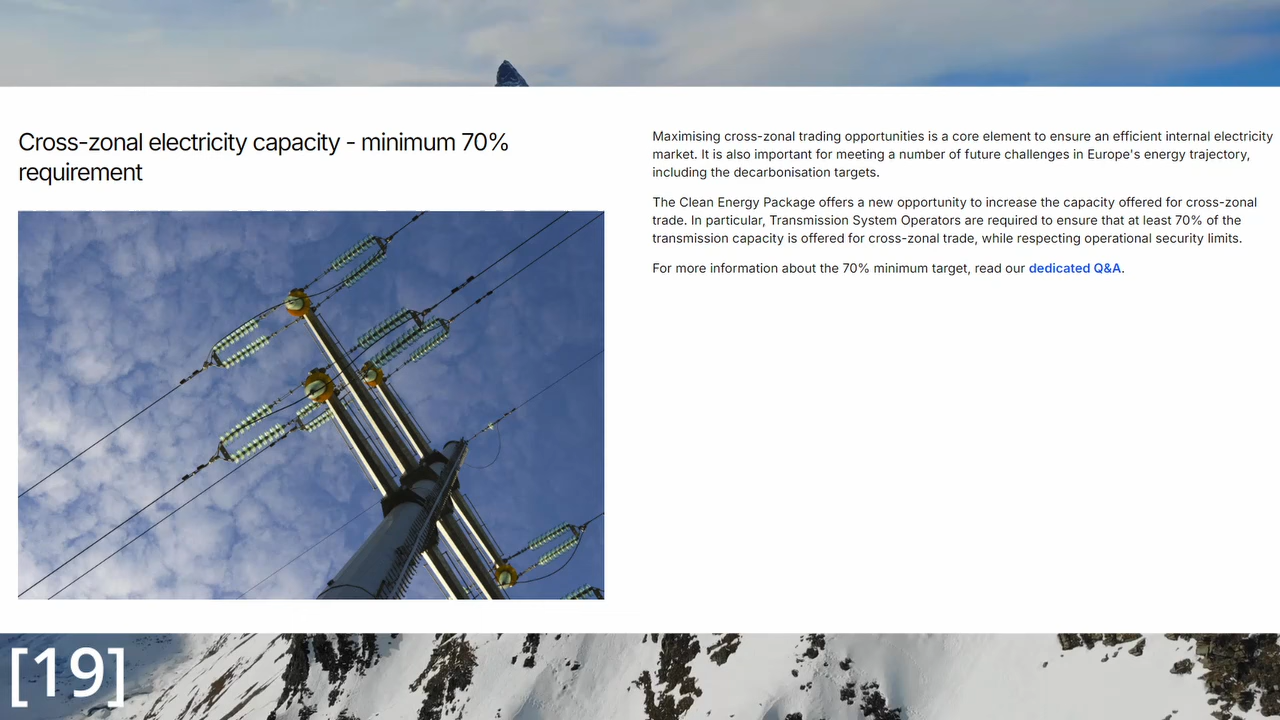 Cross-zonal electricity capacity - minimum 70%
requirement
Maximising cross-zonal trading opportunities is a core element to ensure an efficient internal electricity
market. It is also important for meeting a number of future challenges in Europe's energy trajectory,
including the decarbonisation targets.
The Clean Energy Package offers a new opportunity to increase the capacity offered for cross-zonal
trade. In particular, Transmission System Operators are required to ensure that at least 70% of the
transmission capacity is offered for cross-zonal trade, while respecting operational security limits.
For more information about the 70% minimum target, read our dedicated Q&A.
[19]